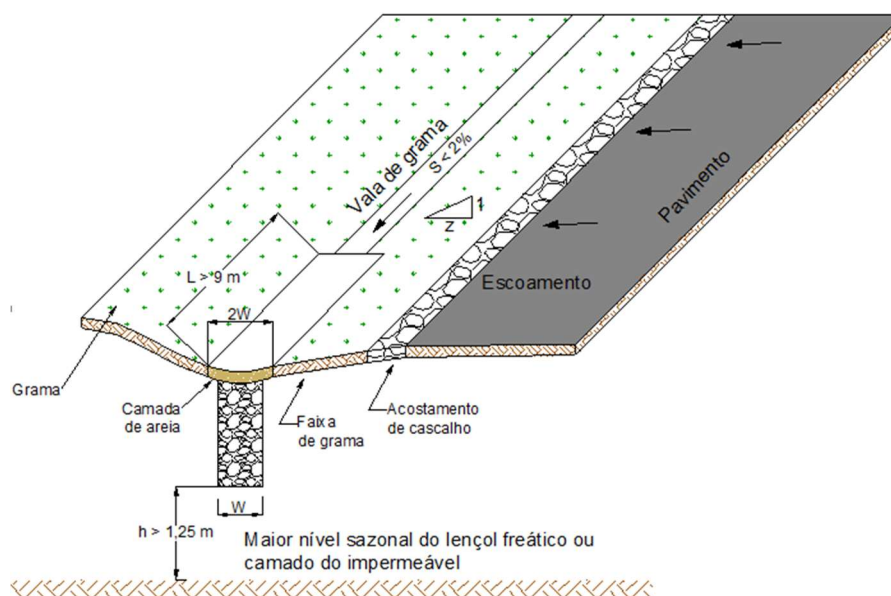 Vala de grama
S < 2%
1
Z
Pavimento
Escoamento
L > 9 m
2W
Grama
Camada
de areia
Faixa
de grama
Acostamento
de cascalho
W
h > 1,25 m
Maior nível sazonal do lençol freático ou
camado do impermeável